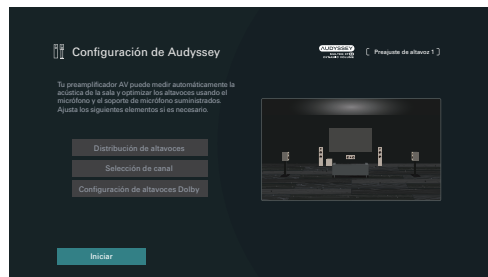 Configuración de Audyssey
AUDYSSEY
[ Preajuste de altavoz 1 ]
Tu preamplificador AV puede medir automáticamente la
acústica de la sala y optimizar los altavoces usando el
micrófono y el soporte de micrófono suministrados.
Ajusta los siguientes elementos si es necesario.
Distribución de altavoces
Selección de canal
Configuración de altavoces Dolby
Iniciar